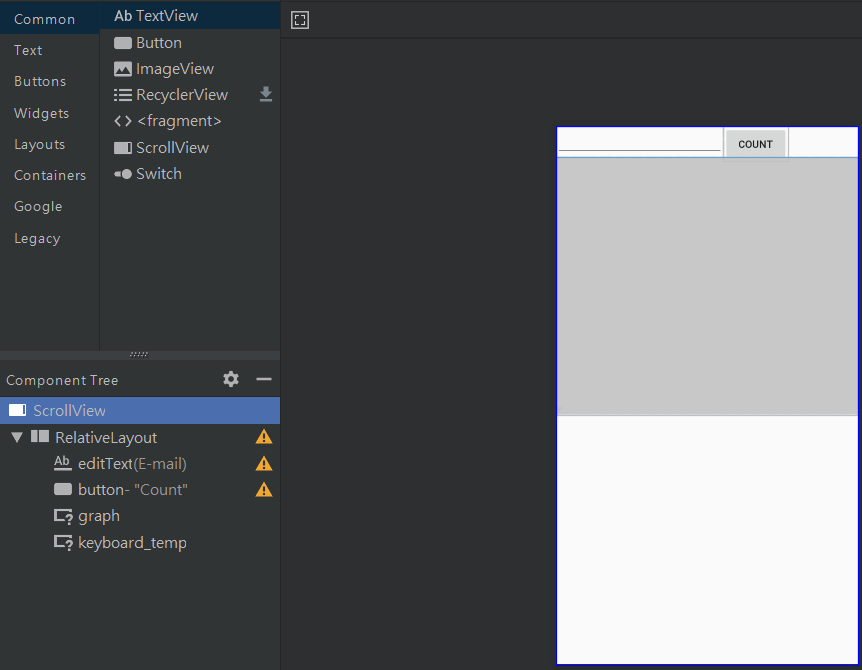 Common
Text
Buttons
Widgets
Layouts
Containers
Google
Legacy
Ab TextView
Button
ImageView
RecyclerView
<> <fragment>
ScrollView
Switch
COUNT
Component Tree
ScrollView
RelativeLayout
Ab editText(E-mail)
button- "Count"
graph
keyboard_temp